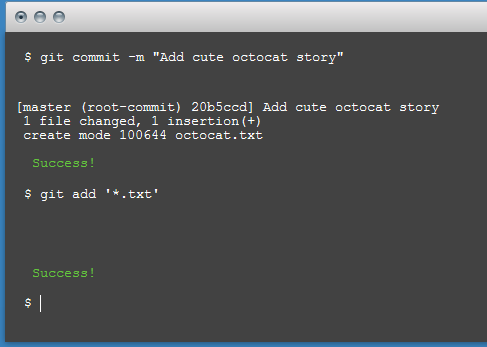 $ git commit -m "Add cute octocat story"
[master (root-commit) 20b5ccd] Add cute octocat story
1 file changed, 1 insertion(+)
create mode 100644 octocat.txt
Success!
$ git add '*.txt'
Success!
$